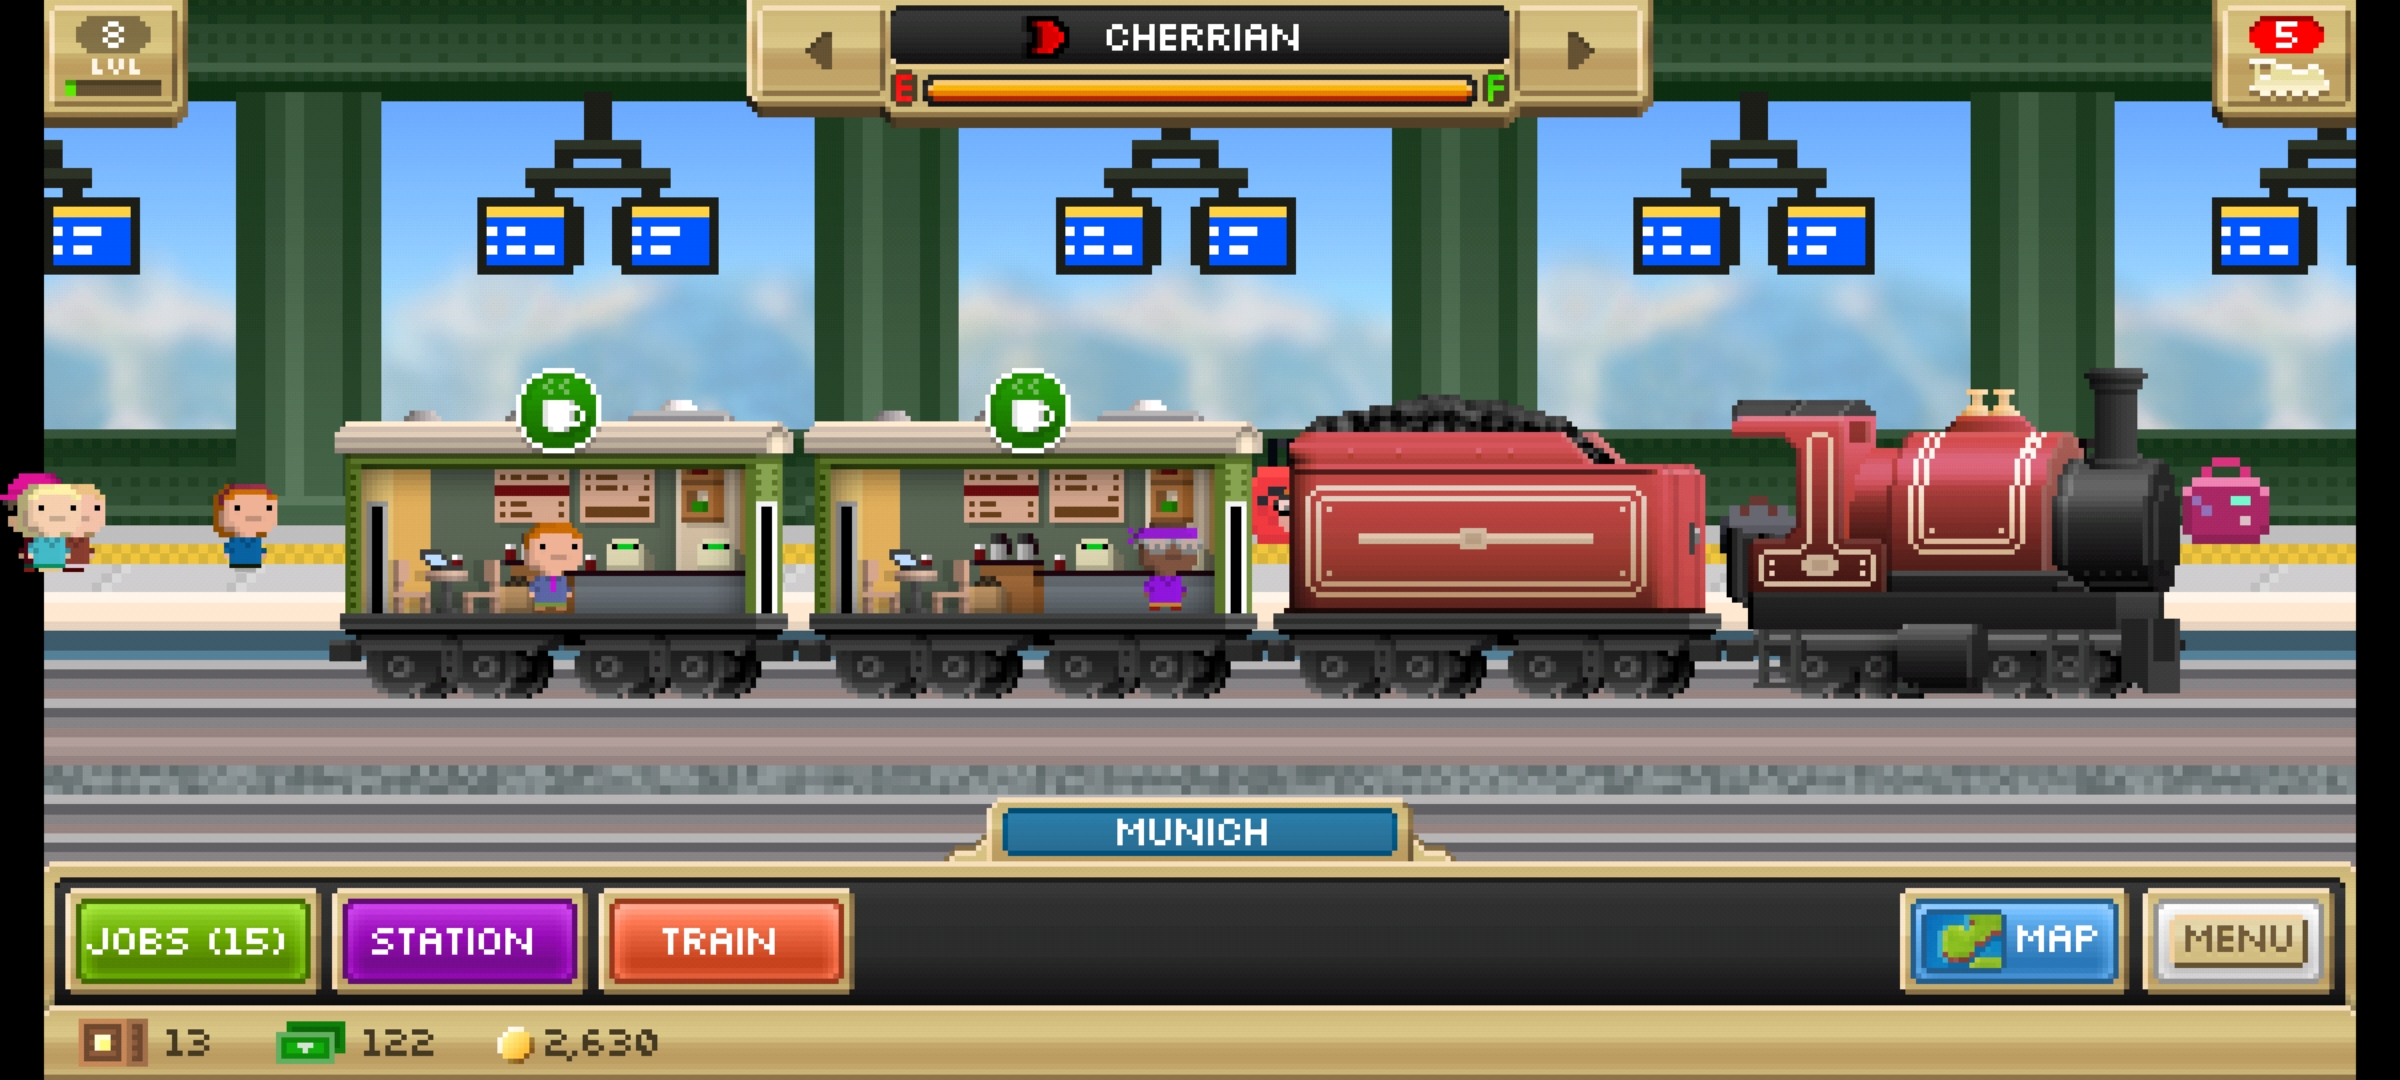 8
LVL
CHERRIAN
E F
5
MUNICH
JOBS (15)
STATION
TRAIN
MAP
MENU
13
122
2,630